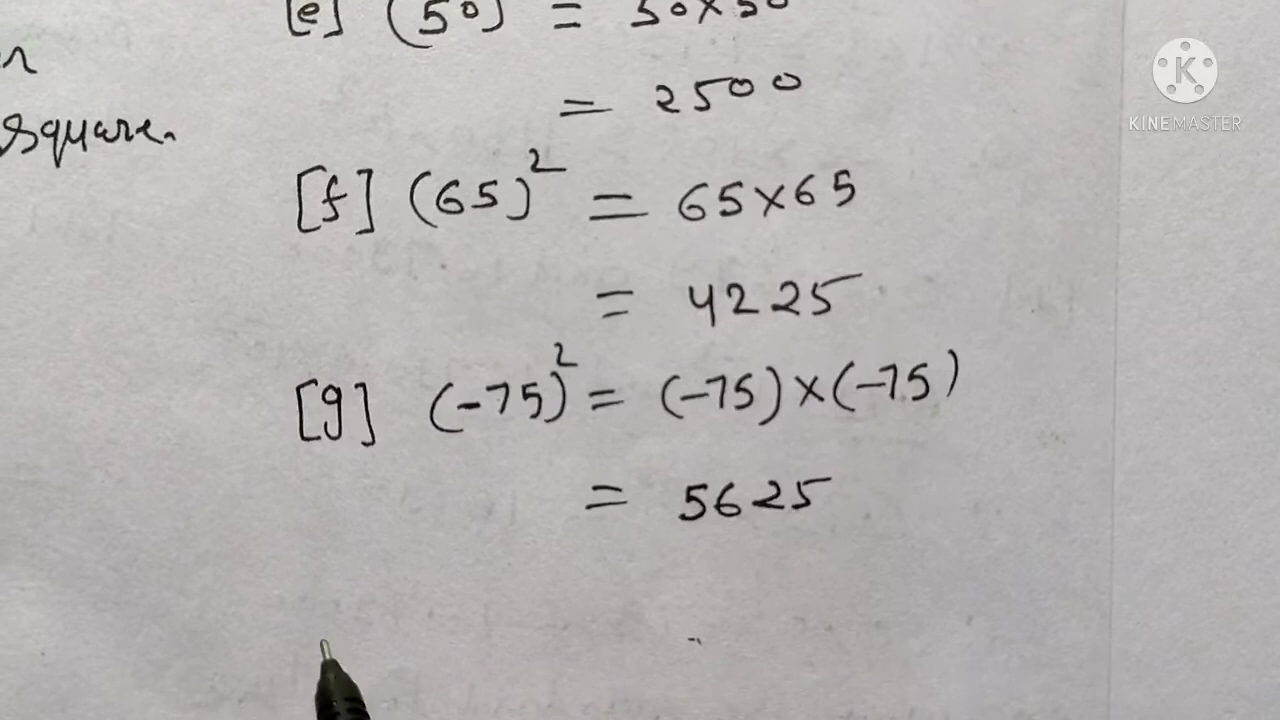 [e] (50) = 50×50
= 2500
square.
[f] (65)² = 65×65
= 4225
[g] (-75)² = (-75)×(-75)
= 5625
KINEMASTER